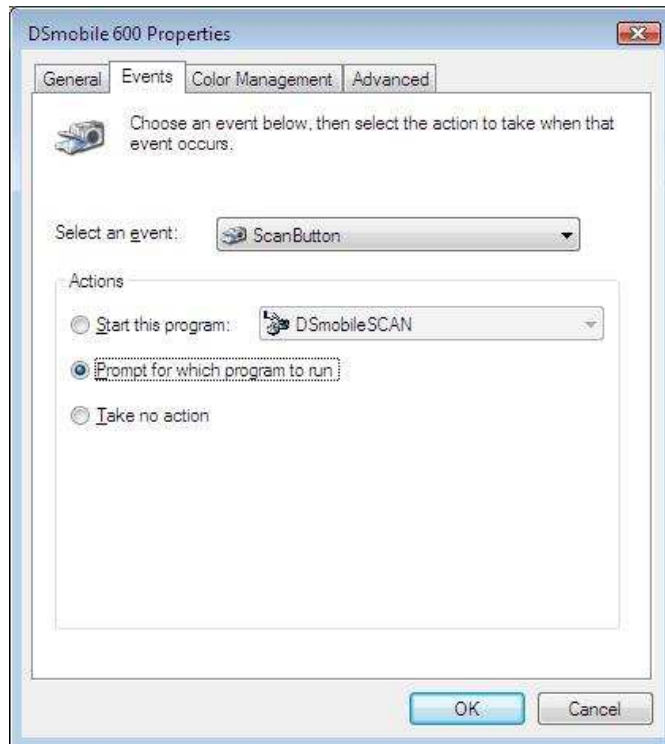 DSmobile 600 Properties
General Events Color Management Advanced
Choose an event below, then select the action to take when that
event occurs.
Select an event: ScanButton
Actions
Start this program: DSmobileSCAN
Prompt for which program to run
Take no action
OK Cancel